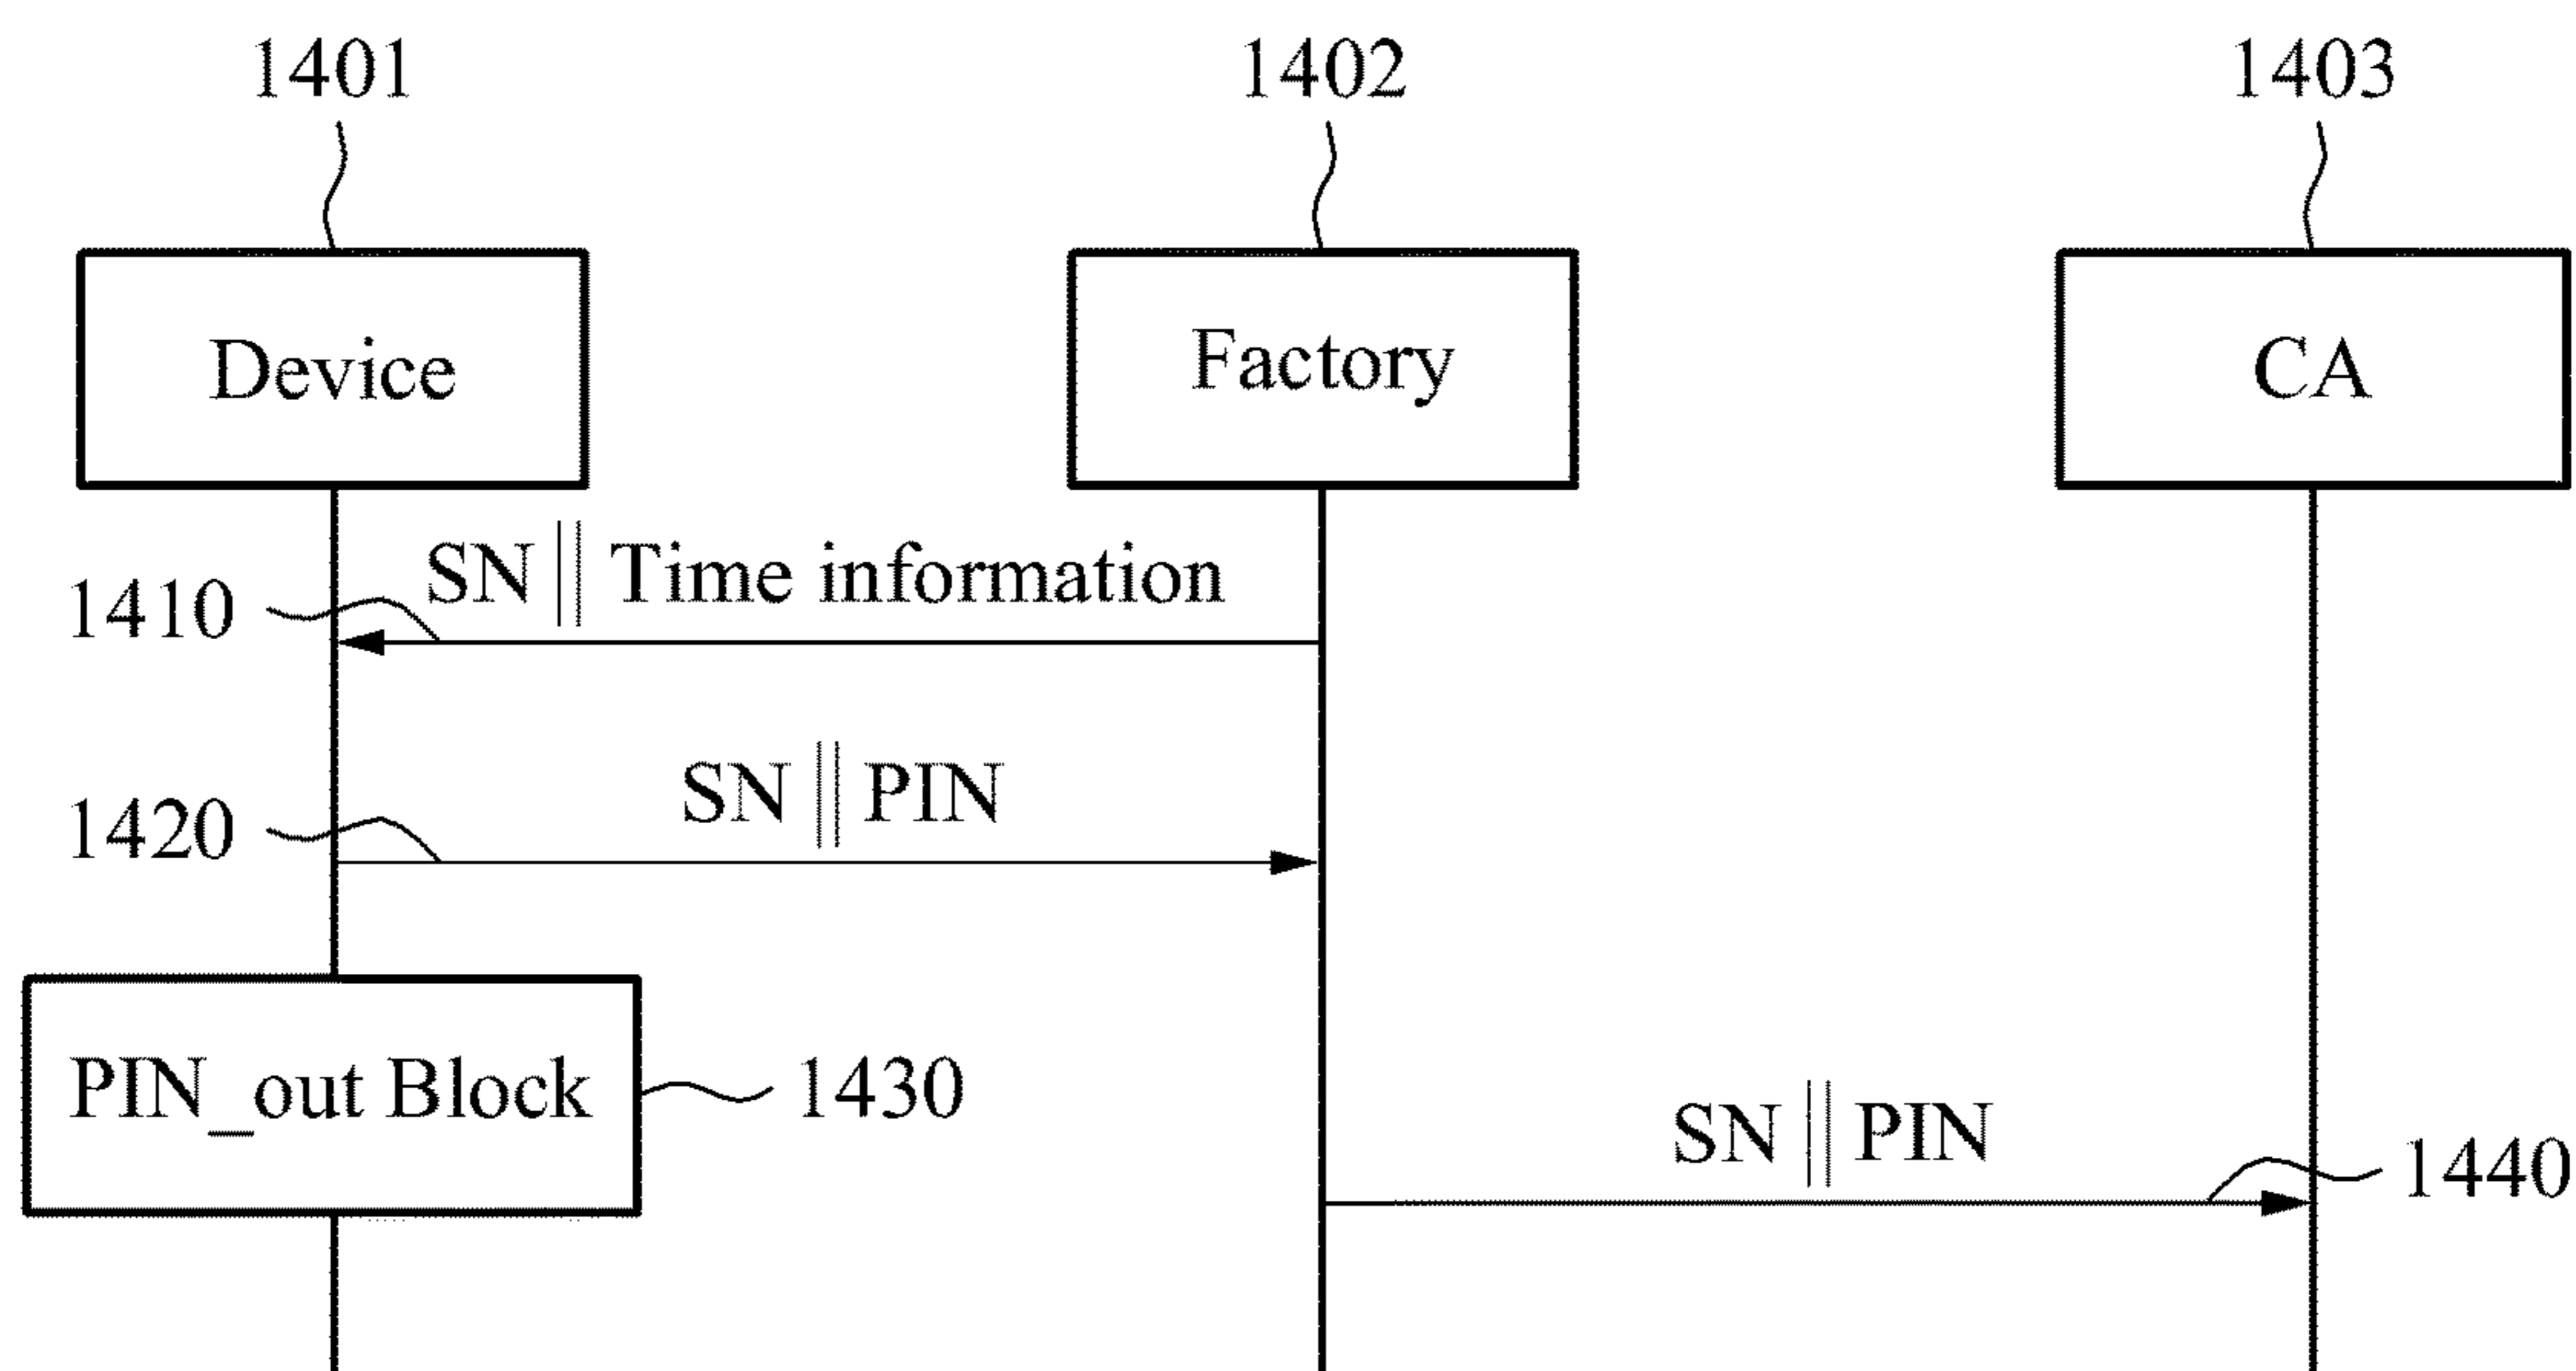 1401 1402 1403
Device Factory CA
SN || Time information
1410
SN || PIN
1420
PIN_out Block 1430
SN || PIN
1440